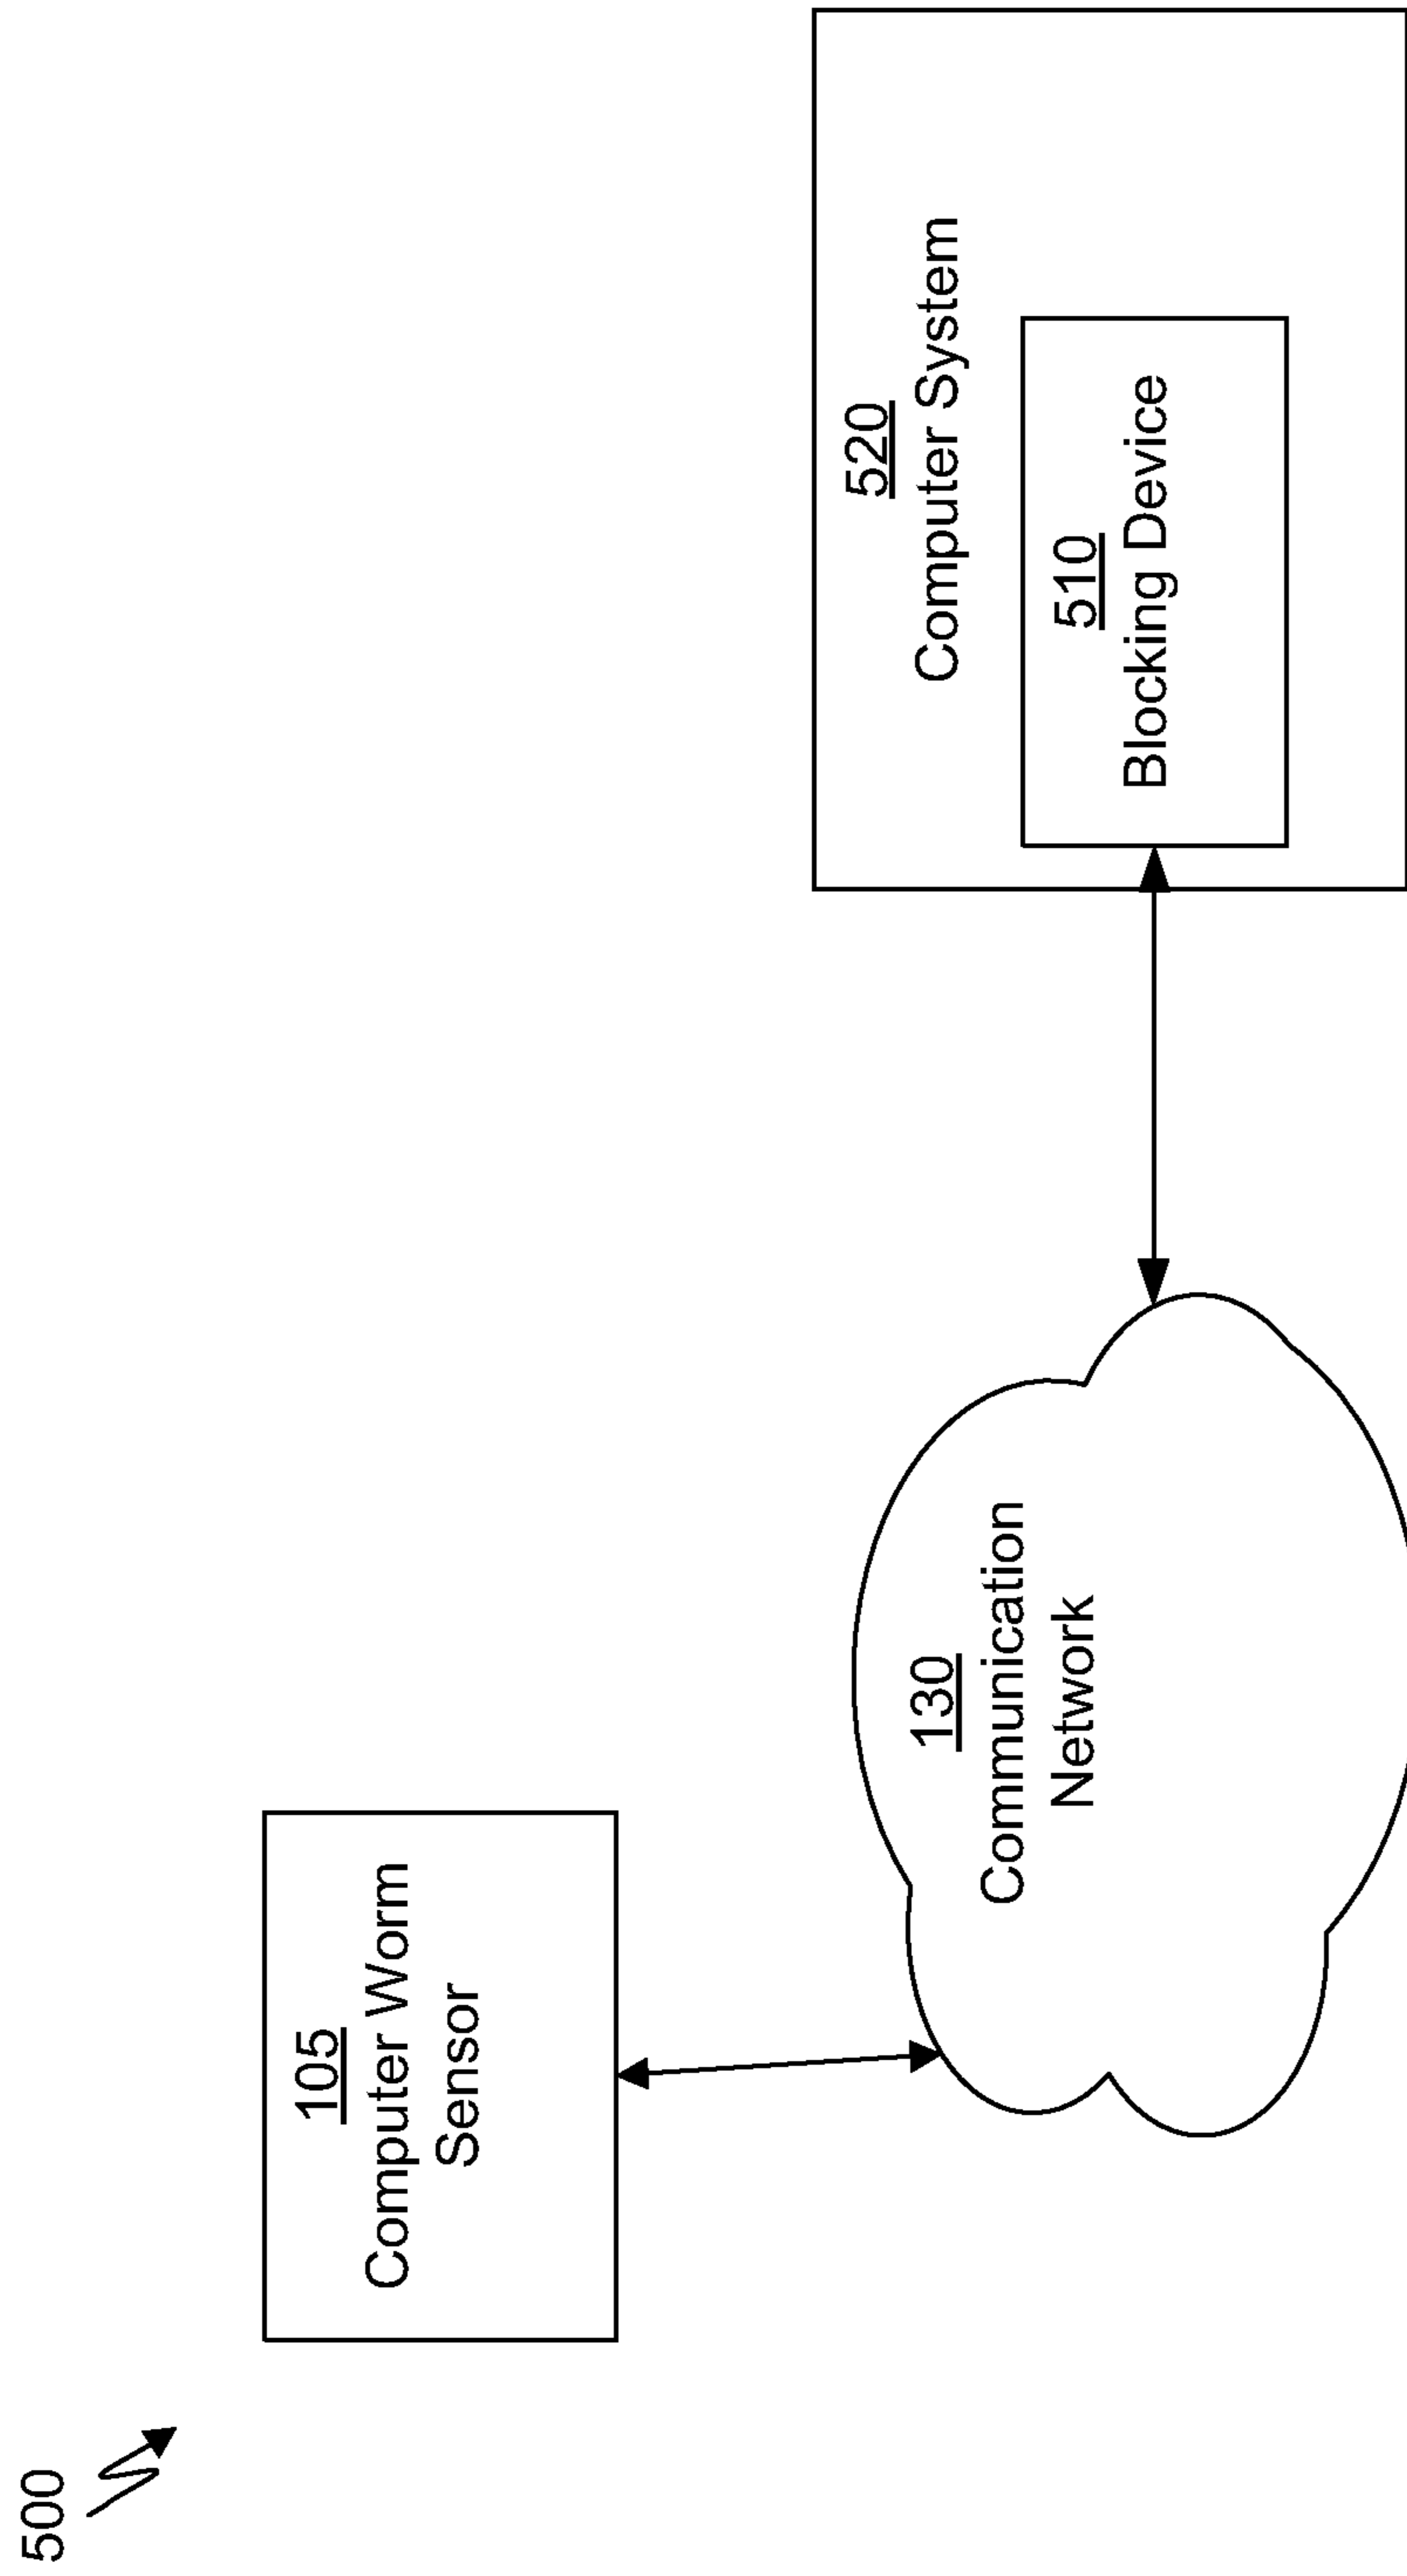 500
105
Computer Worm
Sensor
130
Communication
Network
520
Computer System
510
Blocking Device